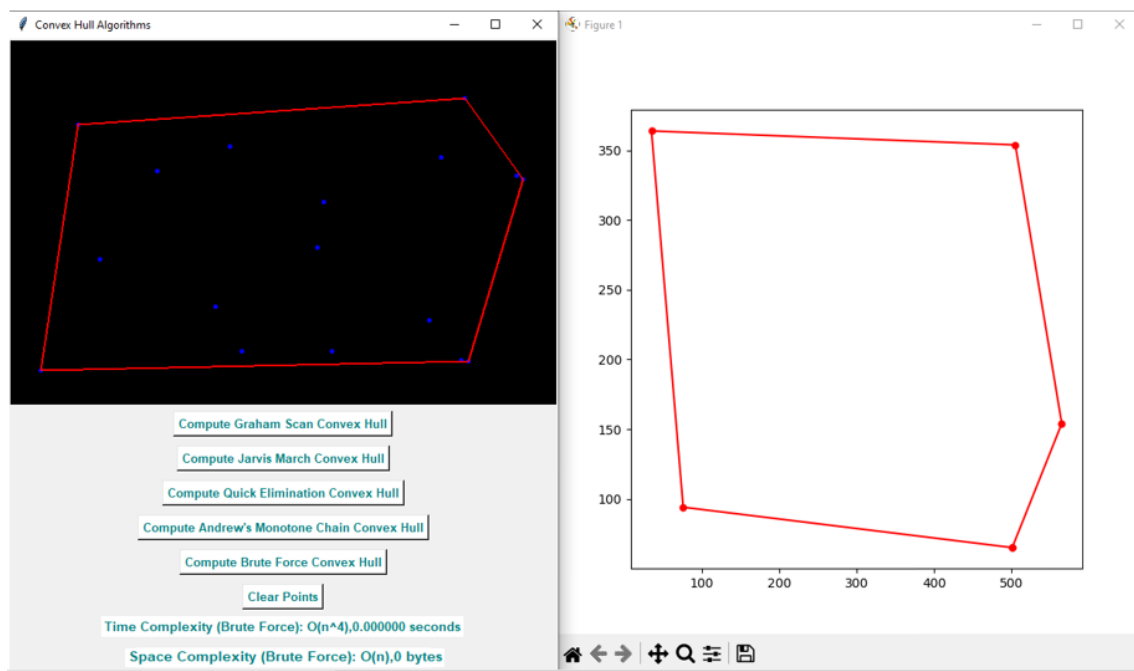 Convex Hull Algorithms
Compute Graham Scan Convex Hull
Compute Jarvis March Convex Hull
Compute Quick Elimination Convex Hull
Compute Andrew's Monotone Chain Convex Hull
Compute Brute Force Convex Hull
Clear Points
Time Complexity (Brute Force): O(n^4),0.000000 seconds
Space Complexity (Brute Force): O(n),0 bytes
Figure 1
350
300
250
200
150
100
100 200 300 400 500